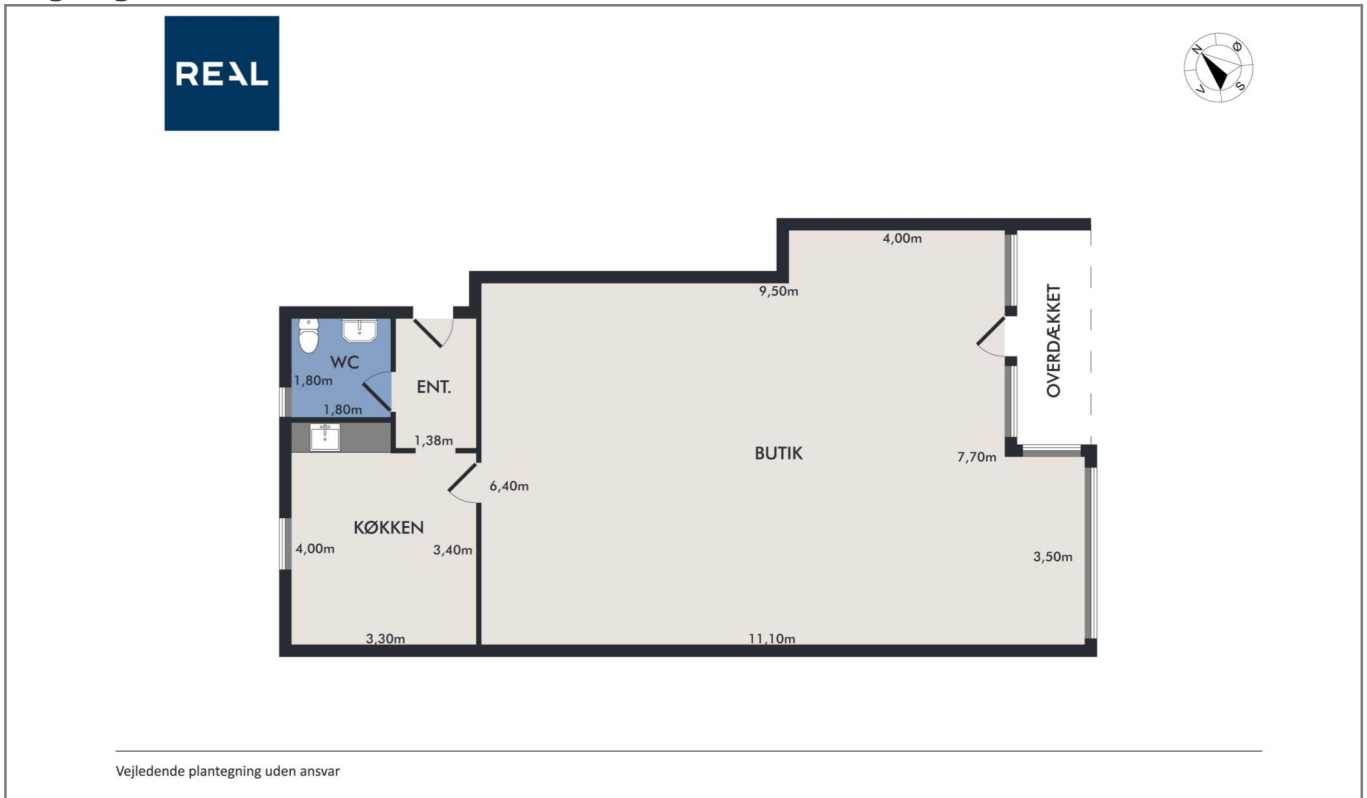 REAL
N
Ø
V
S
4,00m
9,50m
OVERDÆKKET
WC
1,80m
ENT.
1,80m
1,38m
BUTIK
7,70m
6,40m
KØKKEN
4,00m
3,40m
3,50m
3,30m
11,10m
Vejledende plantegning uden ansvar